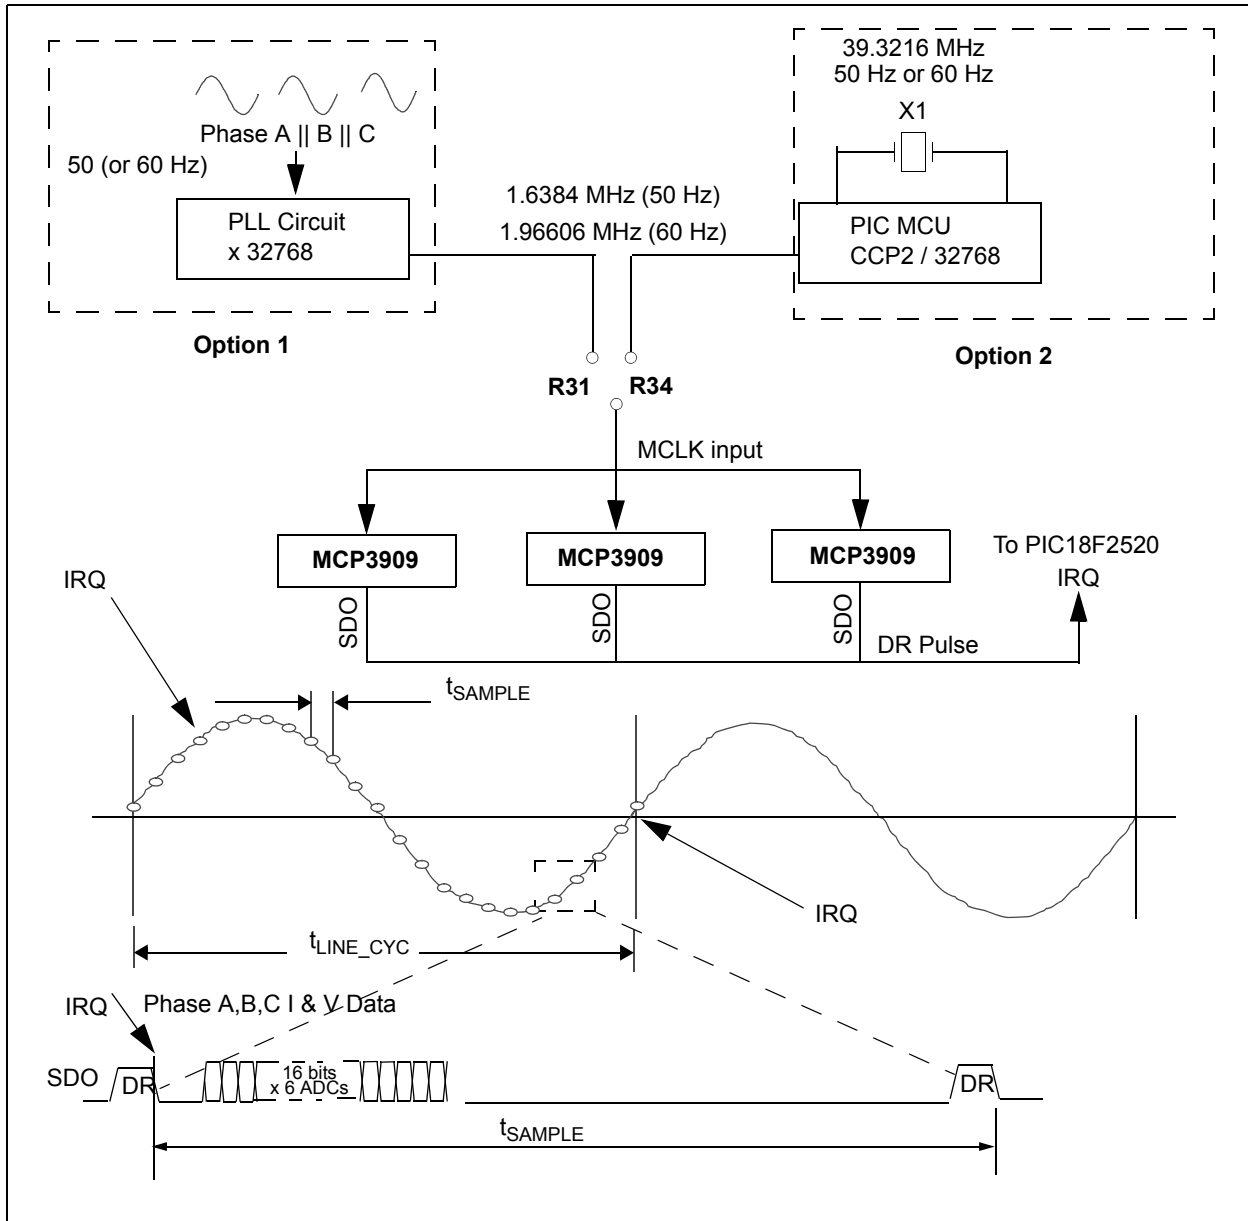 39.3216 MHz
50 Hz or 60 Hz
X1
Phase A || B || C
50 (or 60 Hz)
PLL Circuit
x 32768
1.6384 MHz (50 Hz)
1.96606 MHz (60 Hz)
PIC MCU
CCP2 / 32768
Option 1
Option 2
R31
R34
MCLK input
MCP3909
MCP3909
MCP3909
To PIC18F2520
IRQ
SDO
SDO
SDO
DR Pulse
IRQ
tSAMPLE
IRQ
tLINE_CYC
IRQ
Phase A,B,C I & V Data
SDO
DR
16 bits
x 6 ADCs
DR
tSAMPLE